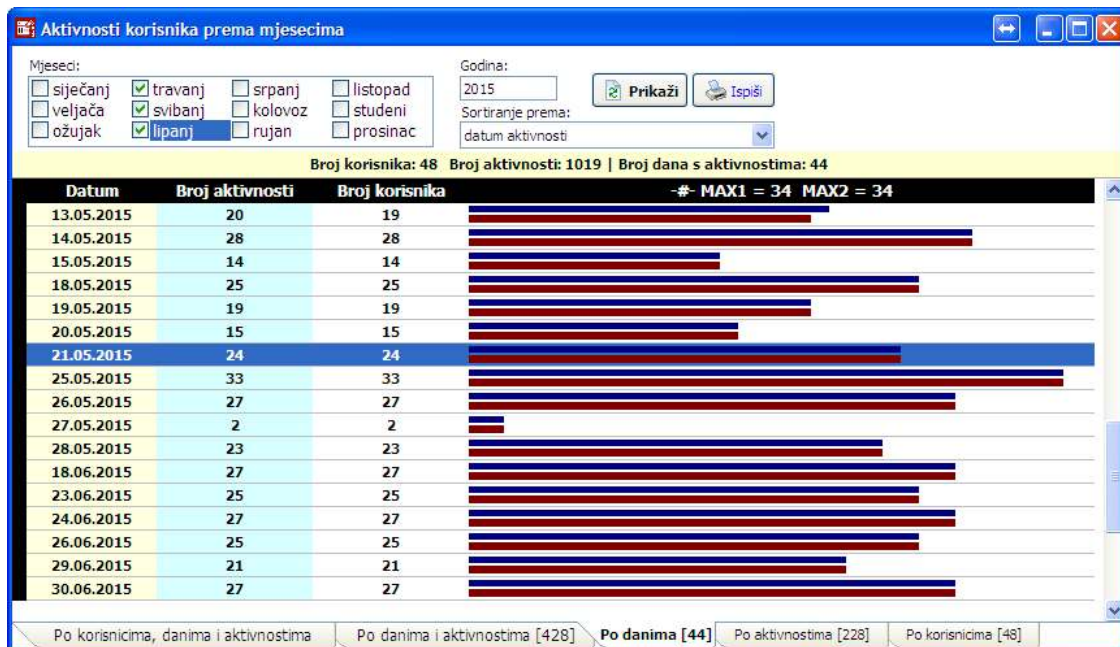 Aktivnosti korisnika prema mjesecima
Mjeseci:
Godina:
siječanj travanj srpanj listopad
2015
Prikaži
Ispiši
veljača svibanj kolovoz studeni
Sortiranje prema:
ožujak lipanj rujan prosinac
datum aktivnosti
Broj korisnika: 48 Broj aktivnosti: 1019 | Broj dana s aktivnostima: 44
Datum Broj aktivnosti Broj korisnika -#- MAX1 = 34 MAX2 = 34
13.05.2015 20 19
14.05.2015 28 28
15.05.2015 14 14
18.05.2015 25 25
19.05.2015 19 19
20.05.2015 15 15
21.05.2015 24 24
25.05.2015 33 33
26.05.2015 27 27
27.05.2015 2 2
28.05.2015 23 23
18.06.2015 27 27
23.06.2015 25 25
24.06.2015 27 27
26.06.2015 25 25
29.06.2015 21 21
30.06.2015 27 27
Po korisnicima, danima i aktivnostima Po danima i aktivnostima [428] Po danima [44] Po aktivnostima [228] Po korisnicima [48]